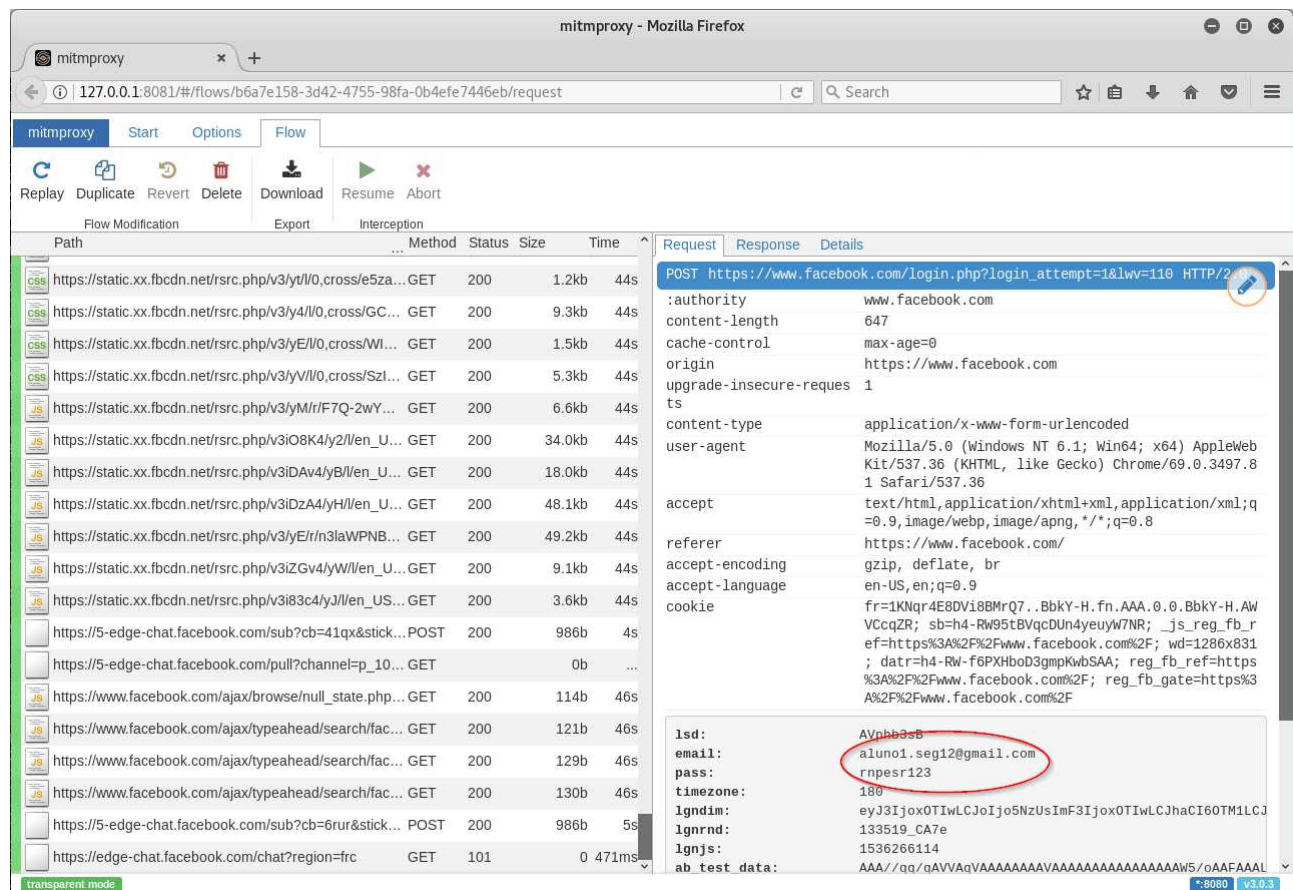 mitmproxy - Mozilla Firefox
mitmproxy
127.0.0.1:8081/#/flows/b6a7e158-3d42-4755-98fa-0b4efe7446eb/request
Search
mitmproxy Start Options Flow
Replay Duplicate Revert Delete Download Resume Abort
Flow Modification Export Interception
Path ... Method Status Size Time
https://static.xx.fbcdn.net/rsrc.php/v3/yt/l/0,cross/e5za... GET 200 1.2kb 44s
https://static.xx.fbcdn.net/rsrc.php/v3/y4/l/0,cross/GC... GET 200 9.3kb 44s
https://static.xx.fbcdn.net/rsrc.php/v3/yE/l/0,cross/WI... GET 200 1.5kb 44s
https://static.xx.fbcdn.net/rsrc.php/v3/yV/l/0,cross/SzI... GET 200 5.3kb 44s
https://static.xx.fbcdn.net/rsrc.php/v3/yM/r/F7Q-2wY... GET 200 6.6kb 44s
https://static.xx.fbcdn.net/rsrc.php/v3iO8K4/y2/l/en_U... GET 200 34.0kb 44s
https://static.xx.fbcdn.net/rsrc.php/v3iDAv4/yB/l/en_U... GET 200 18.0kb 44s
https://static.xx.fbcdn.net/rsrc.php/v3iDzA4/yH/l/en_U... GET 200 48.1kb 44s
https://static.xx.fbcdn.net/rsrc.php/v3/yE/r/n3laWPNB... GET 200 49.2kb 44s
https://static.xx.fbcdn.net/rsrc.php/v3iZGv4/yW/l/en_U... GET 200 9.1kb 44s
https://static.xx.fbcdn.net/rsrc.php/v3i83c4/yJ/l/en_US... GET 200 3.6kb 44s
https://5-edge-chat.facebook.com/sub?cb=41qx&stick... POST 200 986b 4s
https://5-edge-chat.facebook.com/pull?channel=p_10... GET 0b ...
https://www.facebook.com/ajax/browse/null_state.php... GET 200 114b 46s
https://www.facebook.com/ajax/typeahead/search/fac... GET 200 121b 46s
https://www.facebook.com/ajax/typeahead/search/fac... GET 200 129b 46s
https://www.facebook.com/ajax/typeahead/search/fac... GET 200 130b 46s
https://5-edge-chat.facebook.com/sub?cb=6rur&stick... POST 200 986b 5s
https://edge-chat.facebook.com/chat?region=frc GET 101 0 471ms
Request Response Details
POST https://www.facebook.com/login.php?login_attempt=1&lwv=110 HTTP/2.0
:authority www.facebook.com
content-length 647
cache-control max-age=0
origin https://www.facebook.com
upgrade-insecure-reques 1
ts
content-type application/x-www-form-urlencoded
user-agent Mozilla/5.0 (Windows NT 6.1; Win64; x64) AppleWeb
Kit/537.36 (KHTML, like Gecko) Chrome/69.0.3497.8
1 Safari/537.36
accept text/html,application/xhtml+xml,application/xml;q
=0.9,image/webp,image/apng,*/*;q=0.8
referer https://www.facebook.com/
accept-encoding gzip, deflate, br
accept-language en-US,en;q=0.9
cookie fr=1KNqr4E8DVi8BMrQ7..BbkY-H.fn.AAA.0.0.BbkY-H.AW
VCcqZR; sb=h4-RW95tBVqcDUn4yeuyW7NR; _js_reg_fb_r
ef=https%3A%2F%2Fwww.facebook.com%2F; wd=1286x831
; datr=h4-RW-f6PXHboD3gmpKwbSAA; reg_fb_ref=https
%3A%2F%2Fwww.facebook.com%2F; reg_fb_gate=https%3
A%2F%2Fwww.facebook.com%2F
lsd: AVphb3sB
email: aluno1.seg12@gmail.com
pass: rnpesr123
timezone: 180
lgndim: eyJ3IjoxOTIwLCJoIjo5NzUsImF3IjoxOTIwLCJhaCI6OTM1LCJ
lgnrnd: 133519_CA7e
lgnjs: 1536266114
ab_test_data:
transparent mode
*:8080 v3.0.3